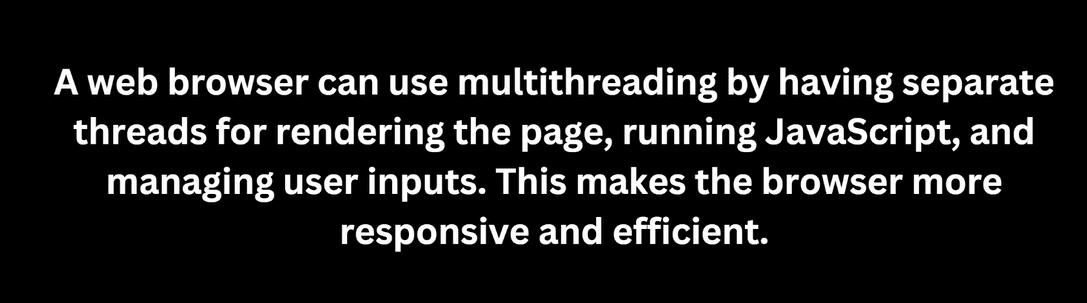 A web browser can use multithreading by having separate
threads for rendering the page, running JavaScript, and
managing user inputs. This makes the browser more
responsive and efficient.